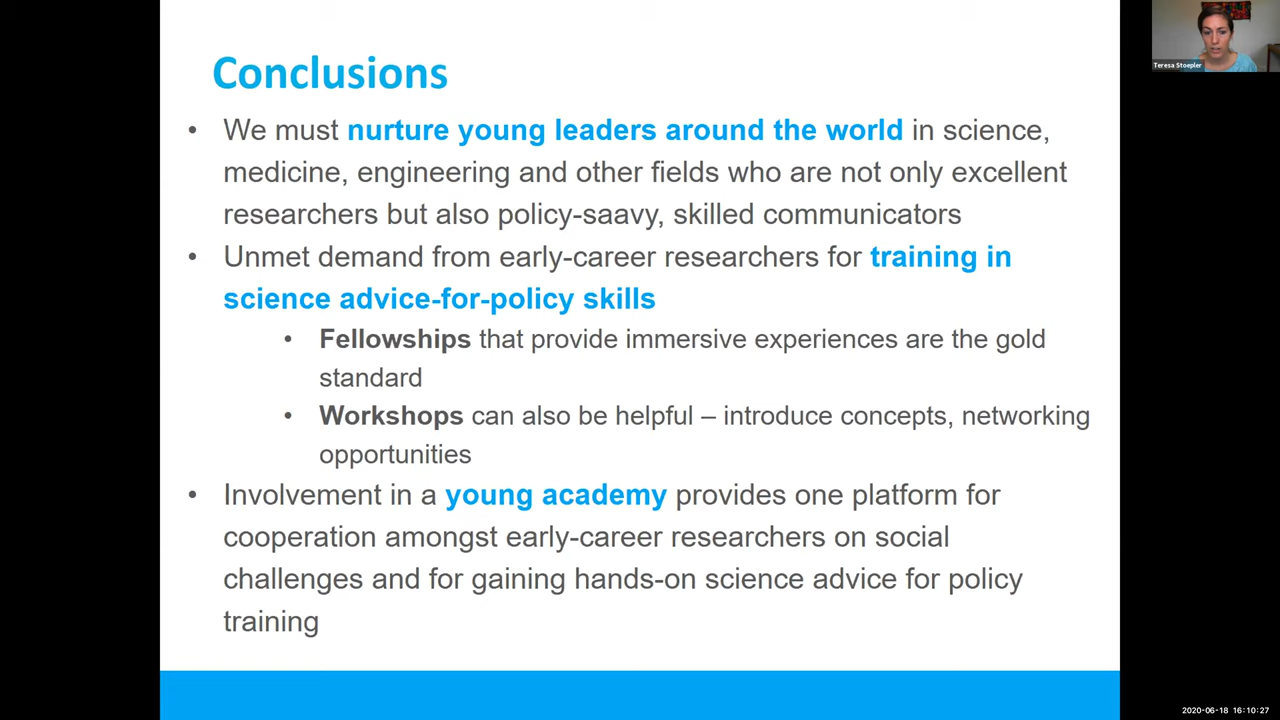 Conclusions
• We must nurture young leaders around the world in science,
medicine, engineering and other fields who are not only excellent
researchers but also policy-saavy, skilled communicators
• Unmet demand from early-career researchers for training in
science advice-for-policy skills
• Fellowships that provide immersive experiences are the gold
standard
• Workshops can also be helpful – introduce concepts, networking
opportunities
• Involvement in a young academy provides one platform for
cooperation amongst early-career researchers on social
challenges and for gaining hands-on science advice for policy
training
Teresa Stoepler
2020-06-18 16:10:27